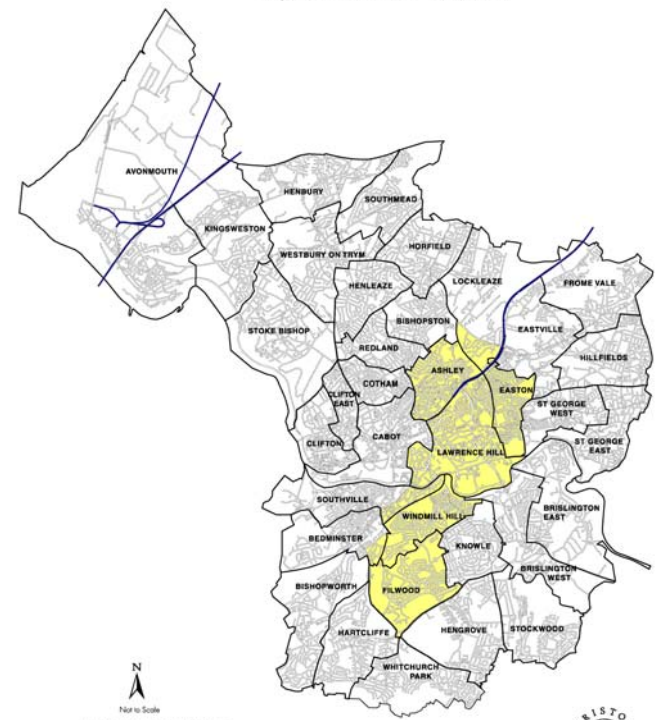 AVONMOUTH
HENBURY
SOUTHMEAD
KINGSWESTON
HORFIELD
WESTBURY ON TRYM
LOCKLEAZE
FROME VALE
HENLEAZE
BISHOPSTON
EASTVILLE
STOKE BISHOP
REDLAND
HILLFIELDS
ASHLEY
COTHAM
EASTON
CLIFTON
EAST
ST GEORGE
WEST
CABOT
CLIFTON
ST GEORGE
EAST
LAWRENCE HILL
SOUTHVILLE
BRISLINGTON
EAST
WINDMILL HILL
BEDMINSTER
KNOWLE
BRISLINGTON
WEST
BISHOPWORTH
FILWOOD
HARTCLIFFE
HENGROVE
STOCKWOOD
WHITCHURCH
PARK
N
Not to Scale
RISTO